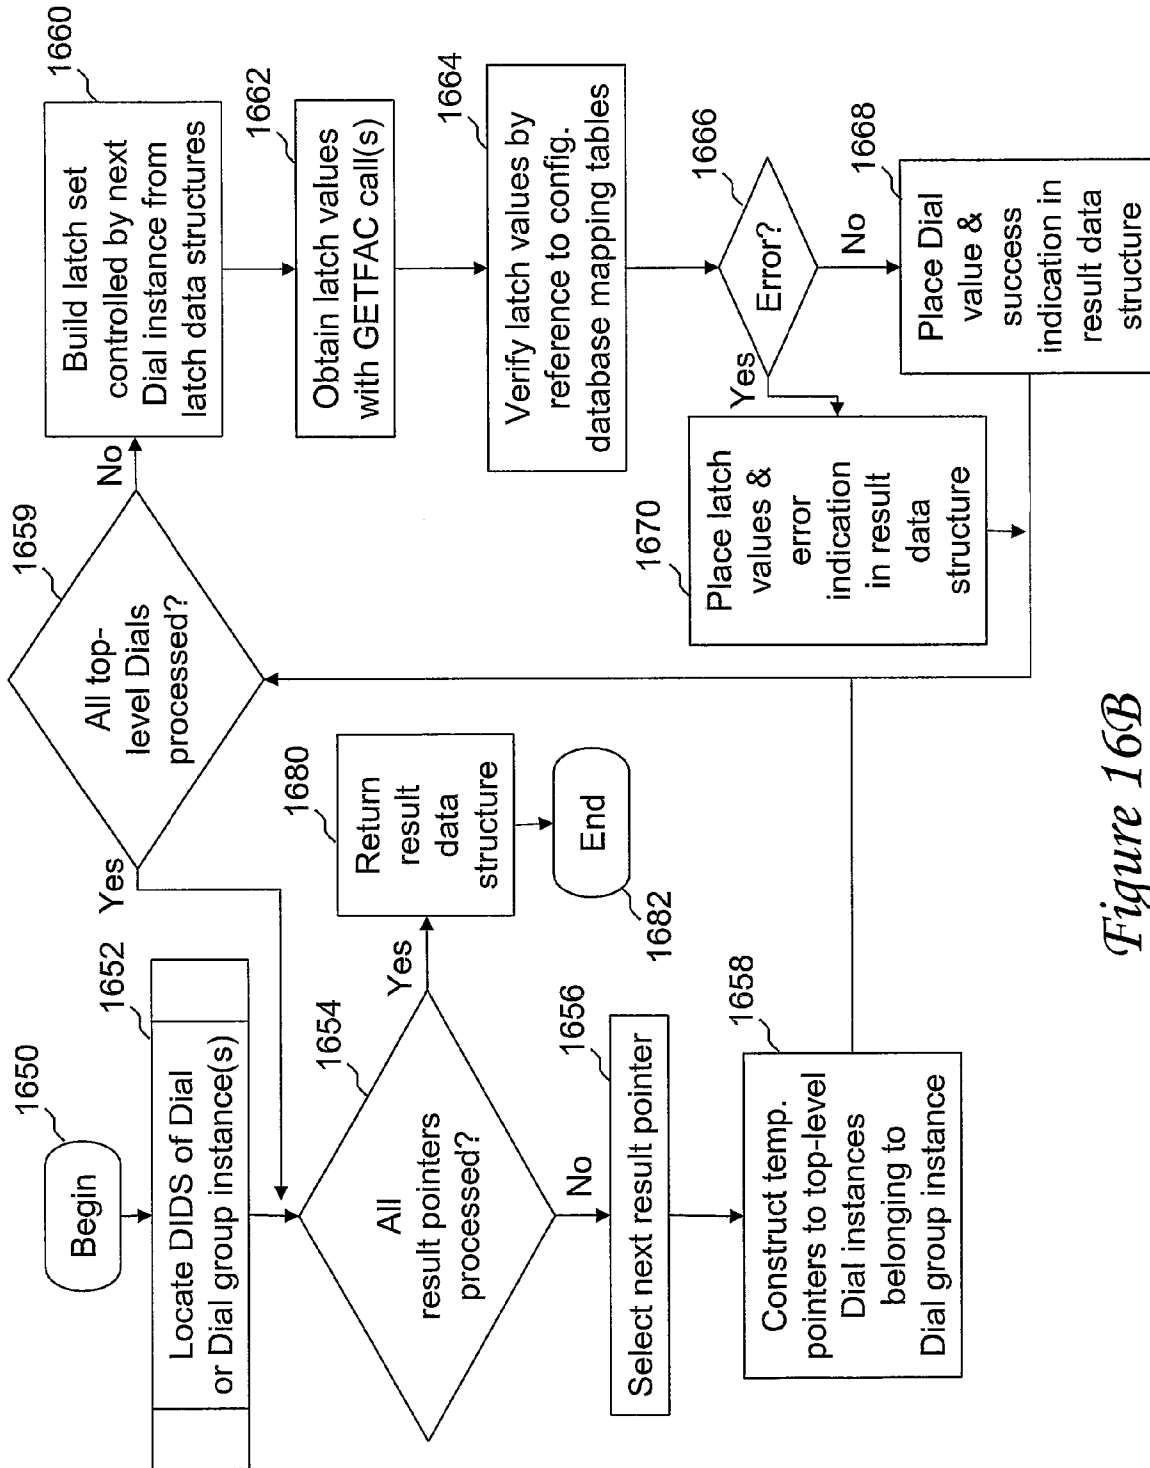 1650
Begin
1652
Locate DIDS of Dial
or Dial group instance(s)
1654
All
result pointers
processed?
Yes
No
1656
Select next result pointer
1658
Construct temp.
pointers to top-level
Dial instances
belonging to
Dial group instance
1680
Return
result
data
structure
End
1682
1659
All top-
level Dials
processed?
Yes
No
1660
Build latch set
controlled by next
Dial instance from
latch data structures
1662
Obtain latch values
with GETFAC call(s)
1664
Verify latch values by
reference to config.
database mapping tables
1666
Error?
Yes
No
1670
Place latch
values &
error
indication
in result
data
structure
1668
Place Dial
value &
success
indication in
result data
structure
Figure 16B